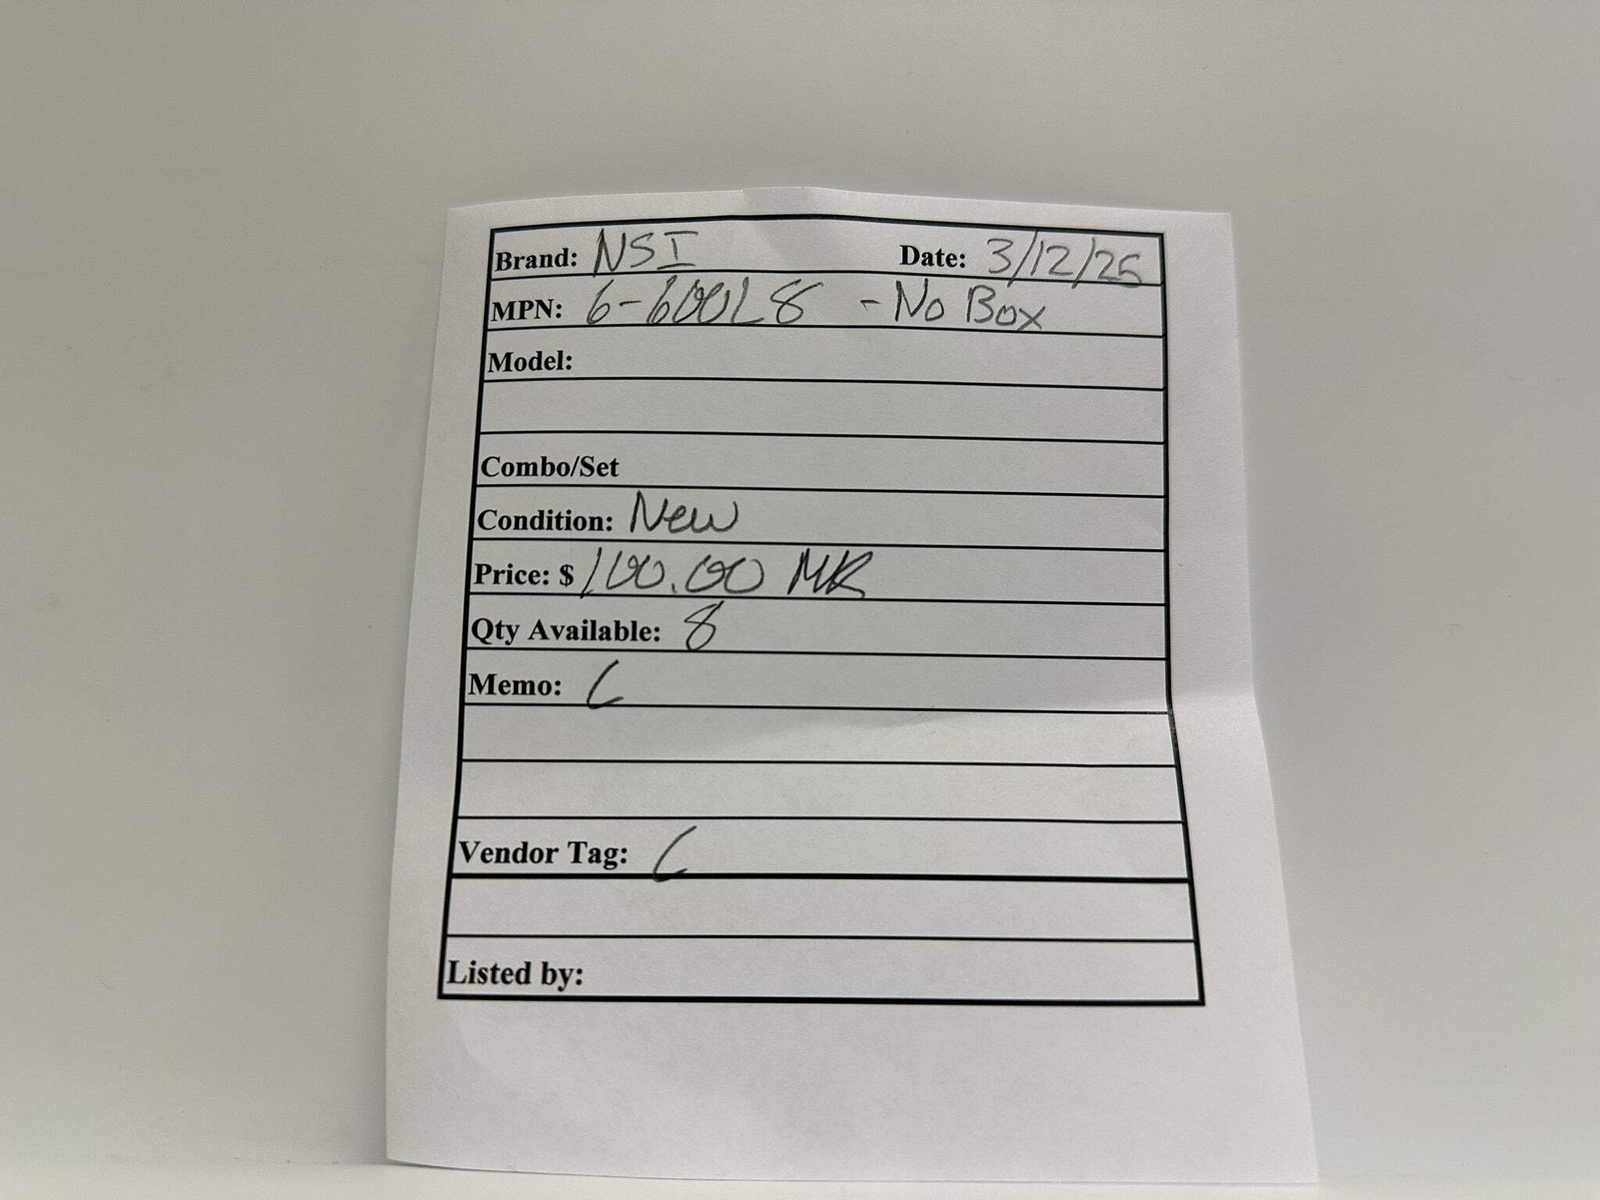 Brand: NSI Date: 3/12/25
MPN: 6-600L8 - No Box
Model:
Combo/Set
Condition: New
Price: $ 100.00 MR
Qty Available: 8
Memo: C
Vendor Tag: C
Listed by: